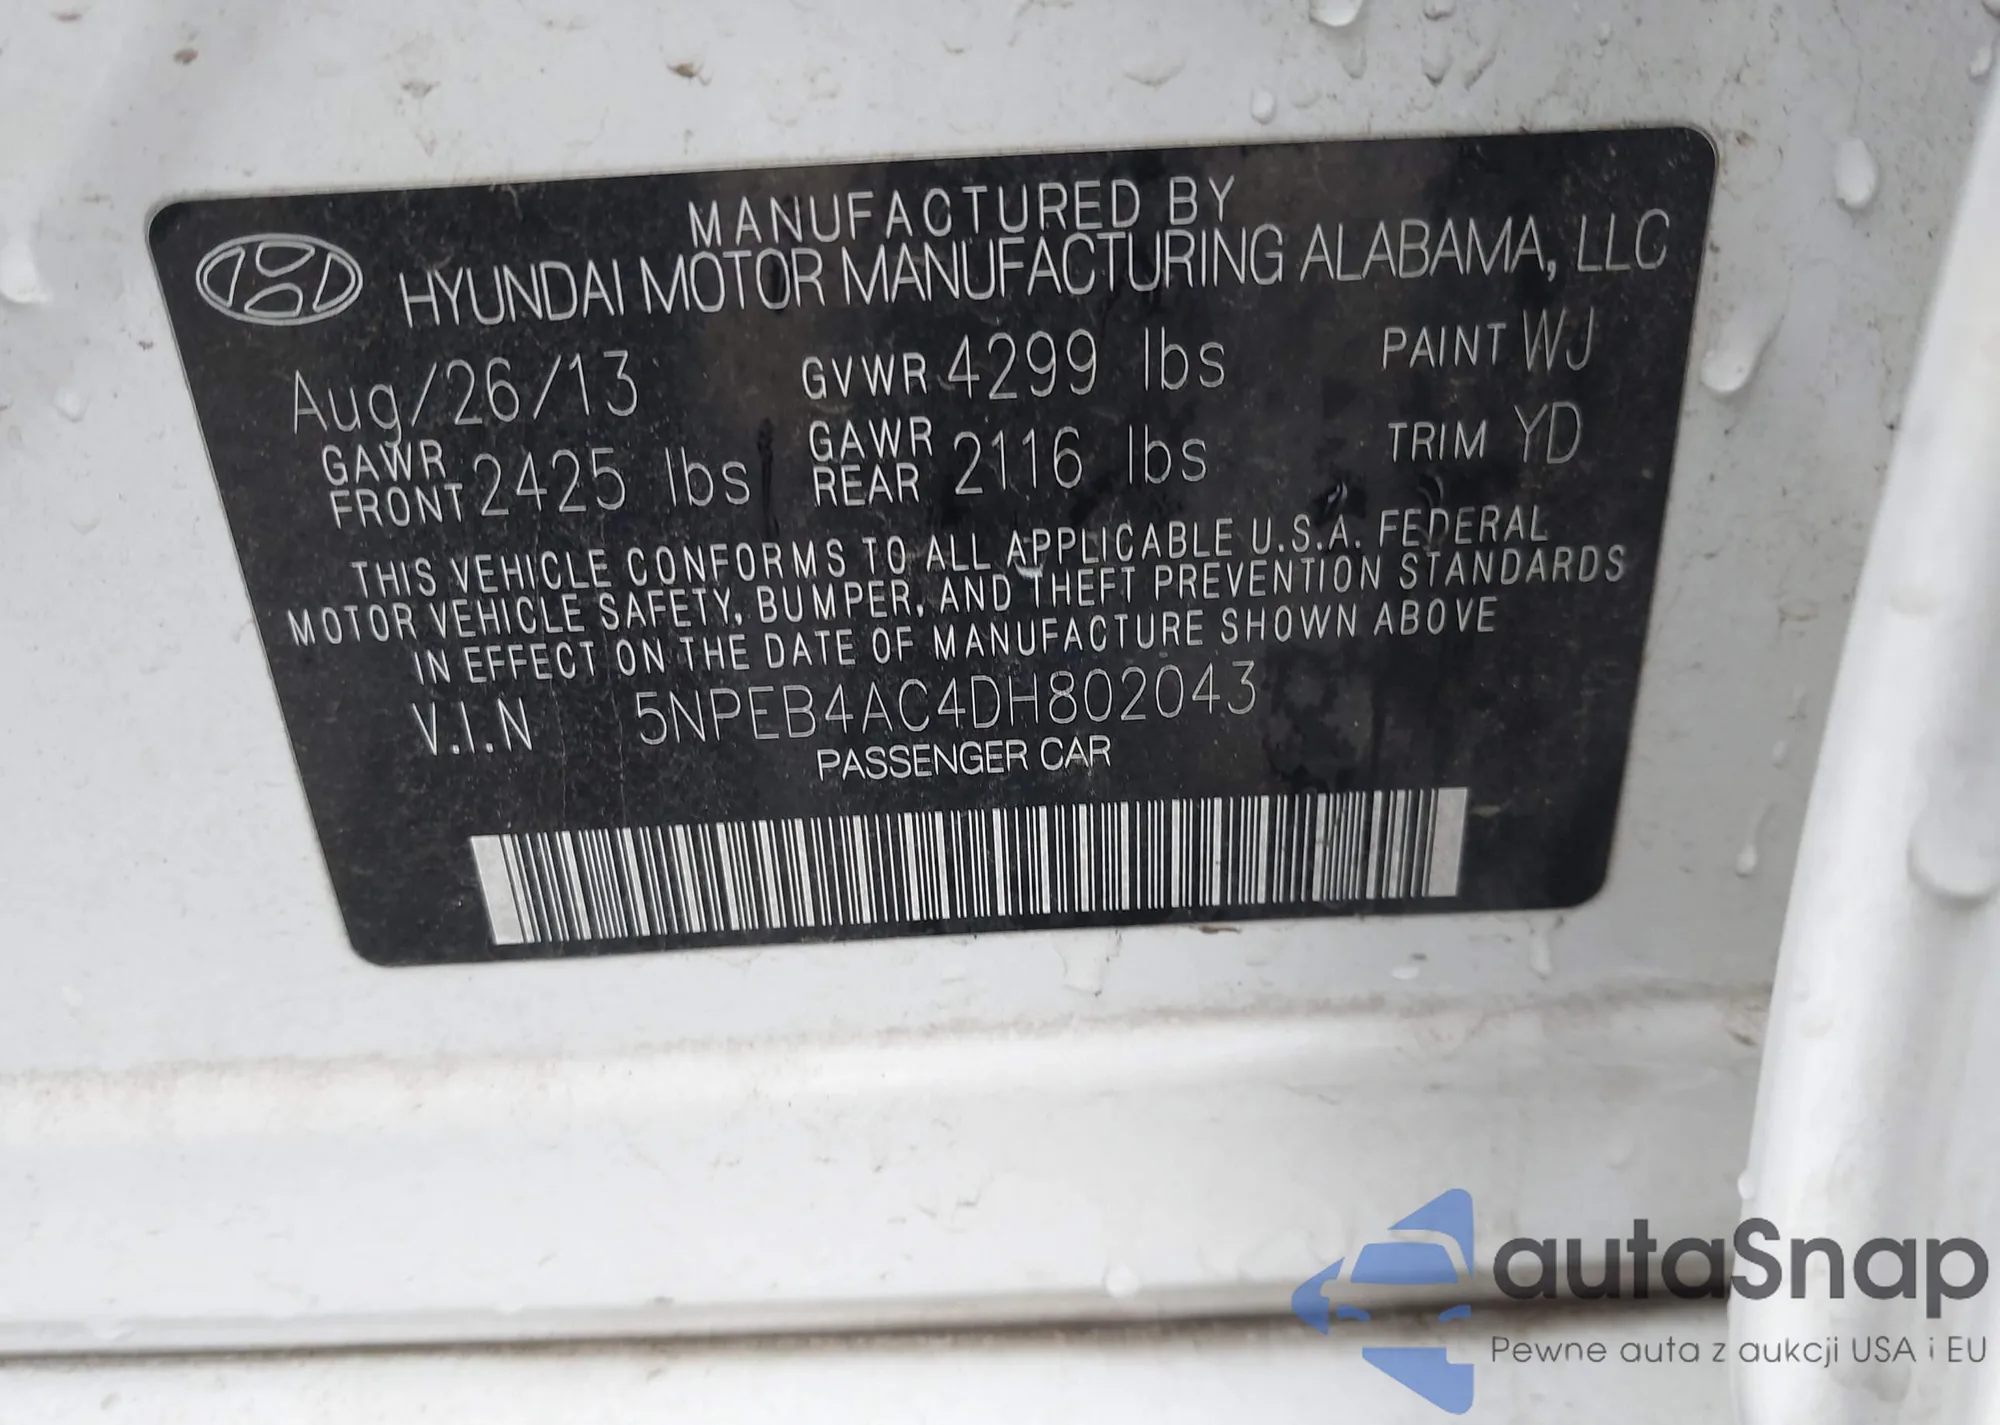 MANUFACTURED BY
HYUNDAI MOTOR MANUFACTURING ALABAMA, LLC
Aug/26/13 GVWR 4299 lbs PAINT WJ
GAWR FRONT 2425 lbs GAWR REAR 2116 lbs TRIM YD
THIS VEHICLE CONFORMS TO ALL APPLICABLE U.S.A. FEDERAL
MOTOR VEHICLE SAFETY, BUMPER, AND THEFT PREVENTION STANDARDS
IN EFFECT ON THE DATE OF MANUFACTURE SHOWN ABOVE
V.I.N 5NPEB4AC4DH802043
PASSENGER CAR
autaSnap
Pewne auta z aukcji USA i EU